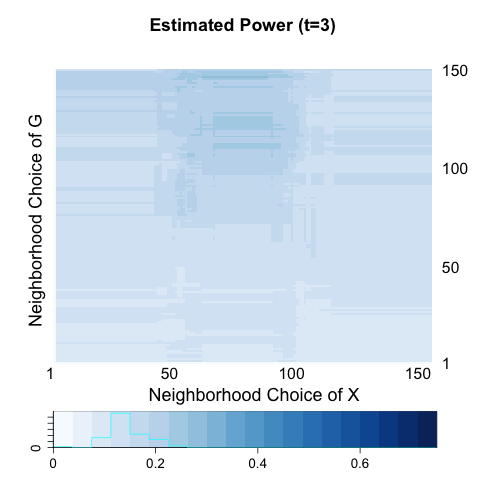 Estimated Power (t=3)
Neighborhood Choice of G
150
100
50
1
1 50 100 150
Neighborhood Choice of X
0
0 0.2 0.4 0.6